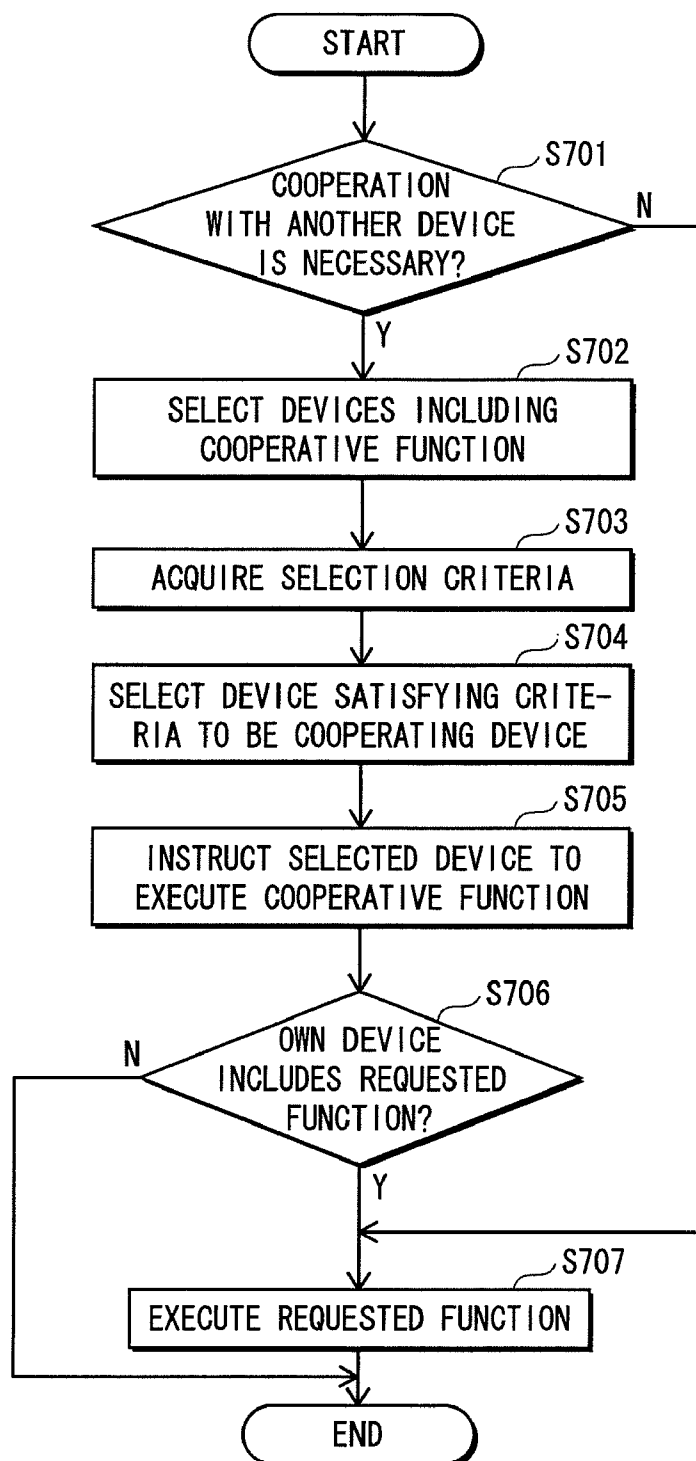 START
S701
COOPERATION
WITH ANOTHER DEVICE
IS NECESSARY?
N
Y
S702
SELECT DEVICES INCLUDING
COOPERATIVE FUNCTION
S703
ACQUIRE SELECTION CRITERIA
S704
SELECT DEVICE SATISFYING CRITE-
RIA TO BE COOPERATING DEVICE
S705
INSTRUCT SELECTED DEVICE TO
EXECUTE COOPERATIVE FUNCTION
S706
N
OWN DEVICE
INCLUDES REQUESTED
FUNCTION?
Y
S707
EXECUTE REQUESTED FUNCTION
END